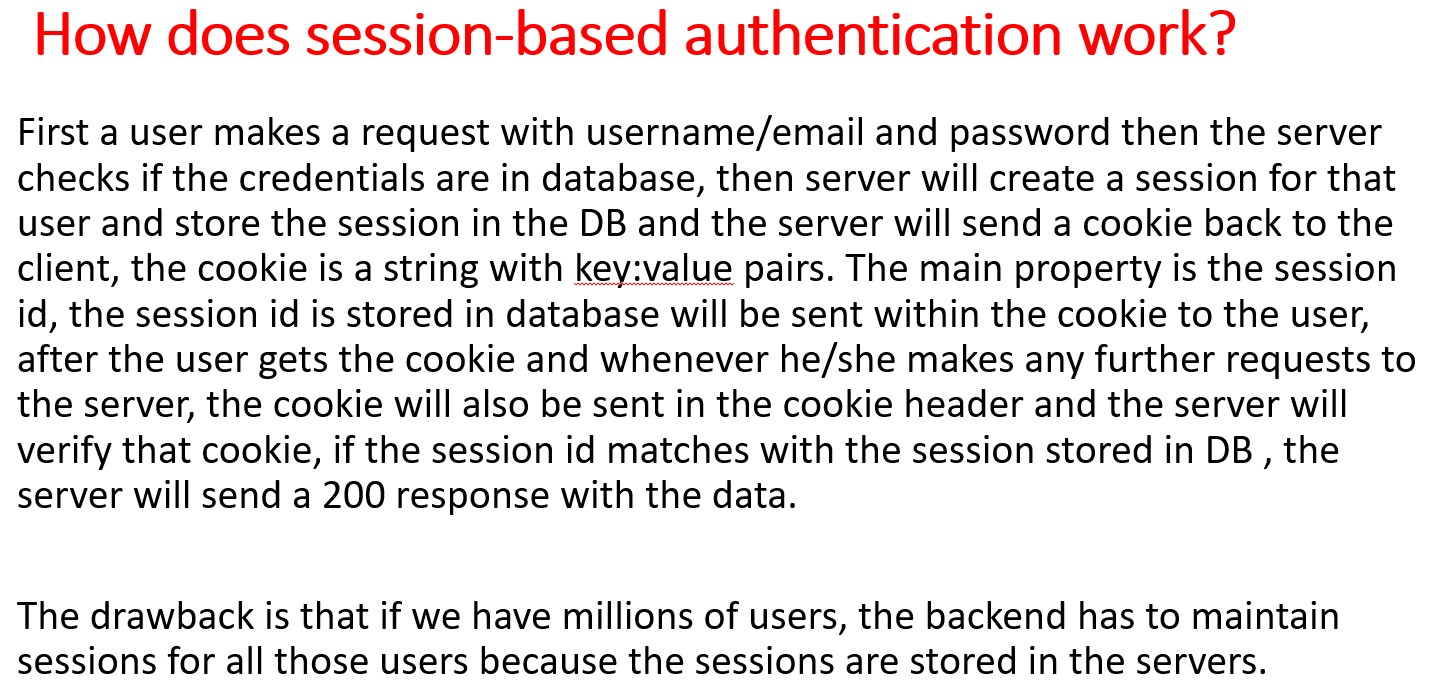 How does session-based authentication work?
First a user makes a request with username/email and password then the server
checks if the credentials are in database, then server will create a session for that
user and store the session in the DB and the server will send a cookie back to the
client, the cookie is a string with key:value pairs. The main property is the session
id, the session id is stored in database will be sent within the cookie to the user,
after the user gets the cookie and whenever he/she makes any further requests to
the server, the cookie will also be sent in the cookie header and the server will
verify that cookie, if the session id matches with the session stored in DB , the
server will send a 200 response with the data.
The drawback is that if we have millions of users, the backend has to maintain
sessions for all those users because the sessions are stored in the servers.